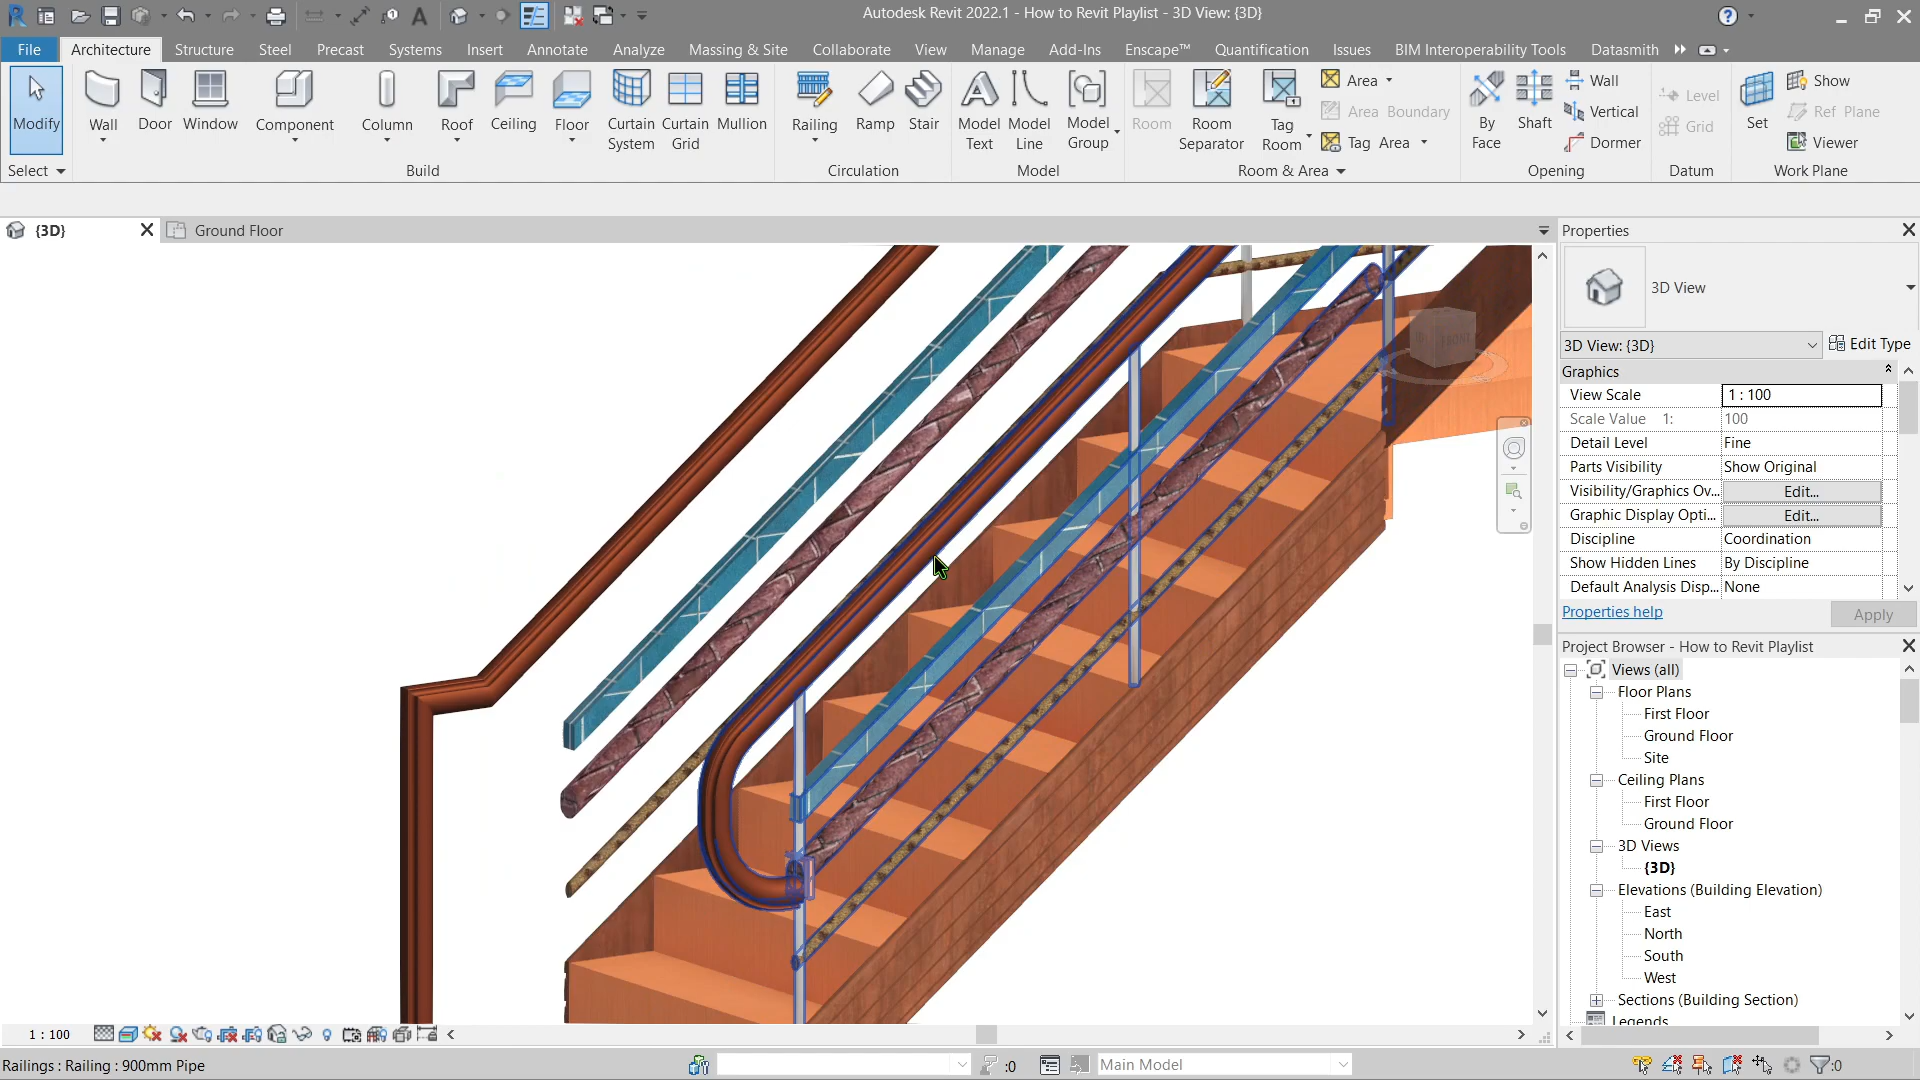 Autodesk Revit 2022.1 - How to Revit Playlist - 3D View: {3D}
File Architecture Structure Steel Precast Systems Insert Annotate Analyze Massing & Site Collaborate View Manage Add-Ins Enscape™ Quantification Issues BIM Interoperability Tools Datasmith
Modify
Wall Door Window Component Column Roof Ceiling Floor Curtain System Curtain Grid Mullion
Railing Ramp Stair
Model Text Model Line Model Group
Room Room Separator Tag Room Area Area Boundary Tag Area
By Face Shaft Wall Vertical Dormer
Level Grid
Set Show Ref Plane Viewer
Select Build Circulation Model Room & Area Opening Datum Work Plane
{3D} Ground Floor
FRONT
Properties
3D View
3D View: {3D} Edit Type
Graphics
View Scale 1 : 100
Scale Value 1: 100
Detail Level Fine
Parts Visibility Show Original
Visibility/Graphics Ov... Edit...
Graphic Display Opti... Edit...
Discipline Coordination
Show Hidden Lines By Discipline
Default Analysis Disp... None
Properties help Apply
Project Browser - How to Revit Playlist
Views (all)
Floor Plans
First Floor
Ground Floor
Site
Ceiling Plans
First Floor
Ground Floor
3D Views
{3D}
Elevations (Building Elevation)
East
North
South
West
Sections (Building Section)
Legends
1 : 100
Railings : Railing : 900mm Pipe :0 Main Model :0